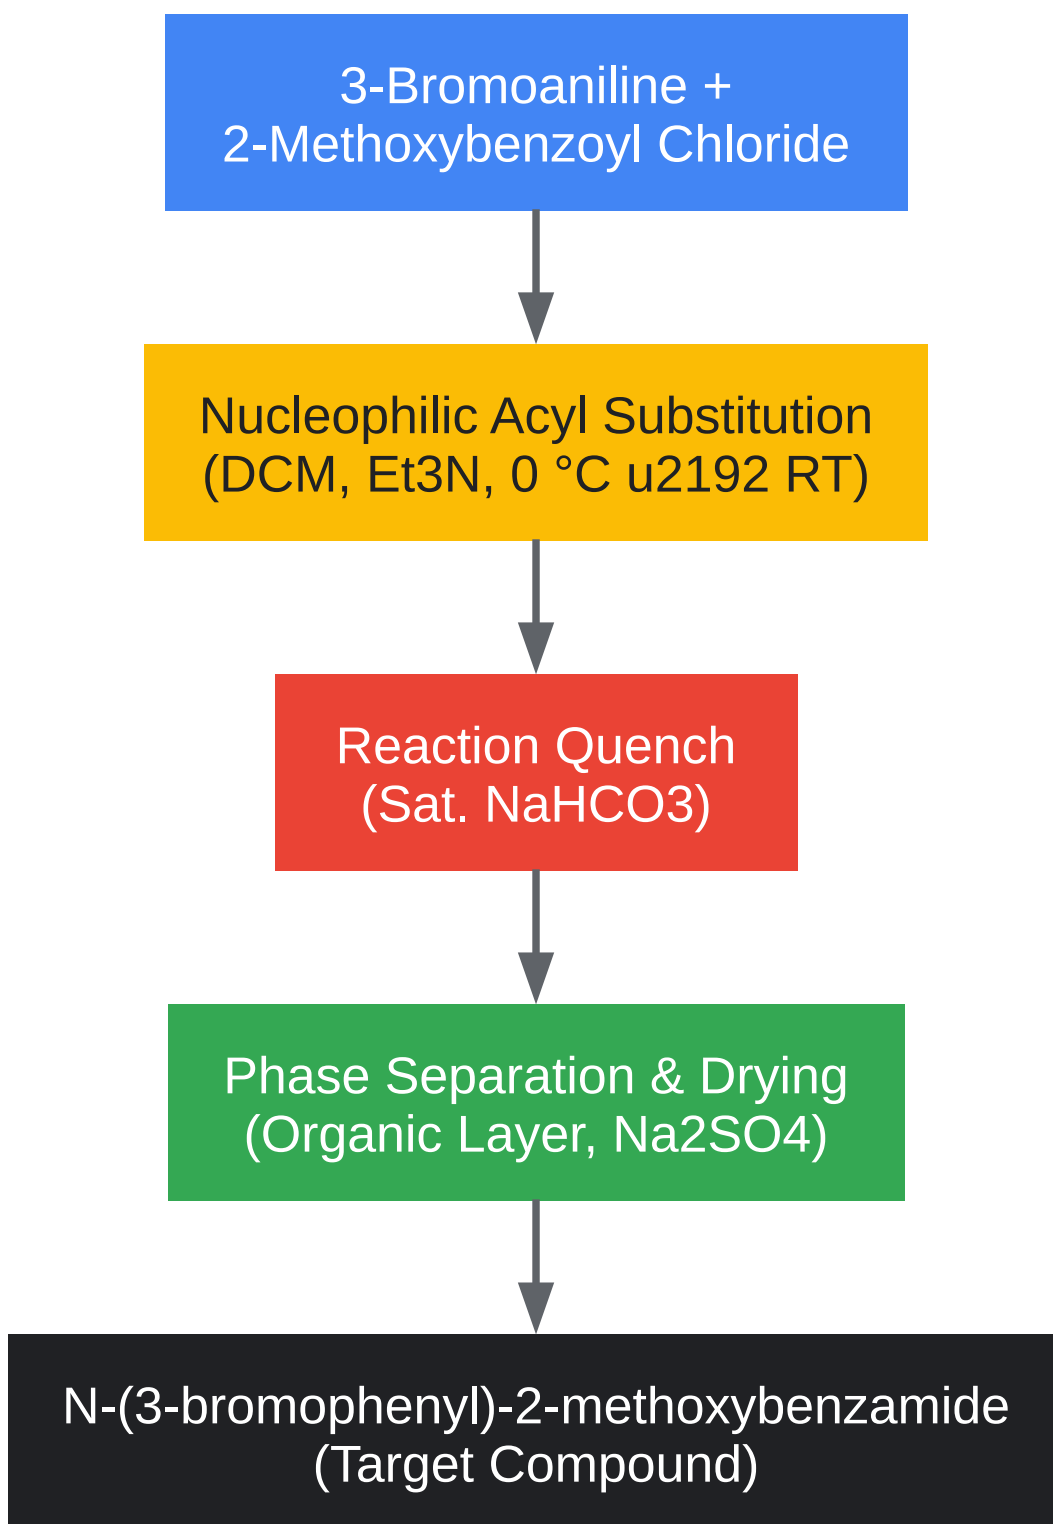 3-Bromoaniline +
2-Methoxybenzoyl Chloride
Nucleophilic Acyl Substitution
(DCM, Et3N, 0 °C u2192 RT)
Reaction Quench
(Sat. NaHCO3)
Phase Separation & Drying
(Organic Layer, Na2SO4)
N-(3-bromophenyl)-2-methoxybenzamide
(Target Compound)